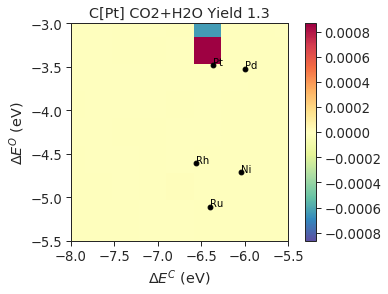 C[Pt] CO2+H2O Yield 1.3
−3.0
−3.5
−4.0
−4.5
−5.0
−5.5
ΔE^O (eV)
Pt
Pd
Rh
Ni
Ru
−8.0 −7.5 −7.0 −6.5 −6.0 −5.5
ΔE^C (eV)
0.0008
0.0006
0.0004
0.0002
0.0000
−0.0002
−0.0004
−0.0006
−0.0008